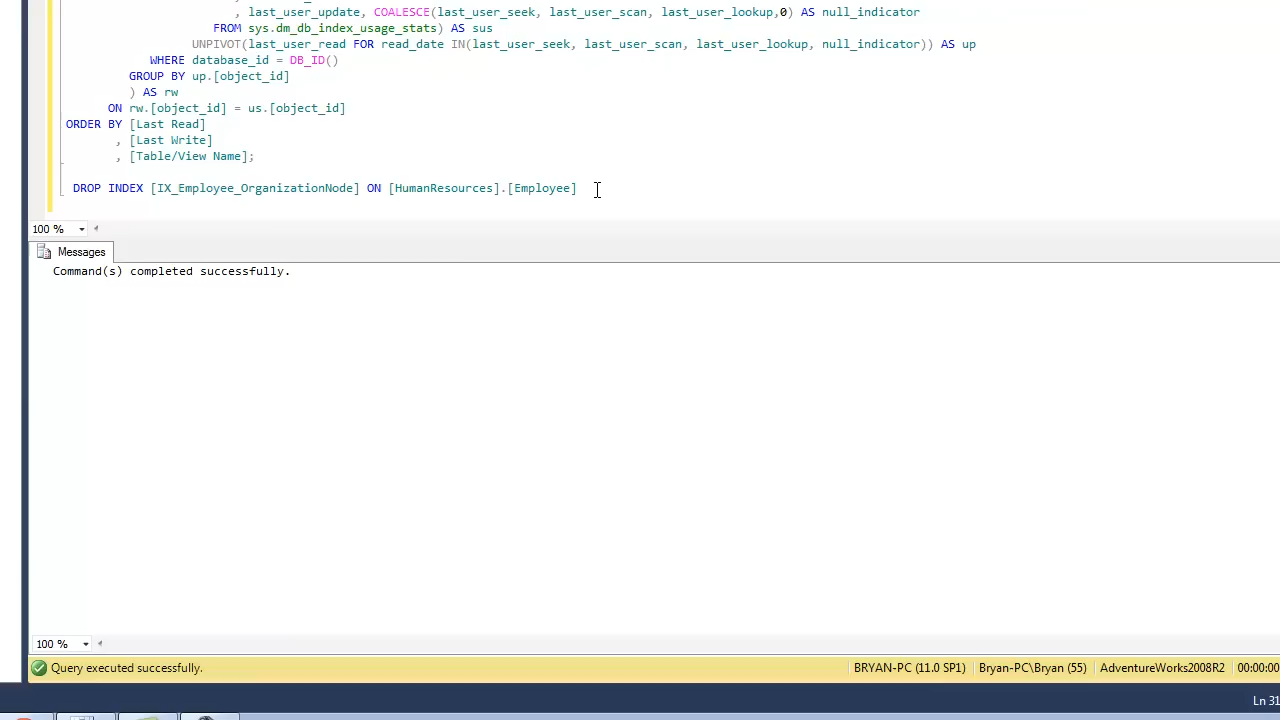 , last_user_update, COALESCE(last_user_seek, last_user_scan, last_user_lookup,0) AS null_indicator
FROM sys.dm_db_index_usage_stats) AS sus
UNPIVOT(last_user_read FOR read_date IN(last_user_seek, last_user_scan, last_user_lookup, null_indicator)) AS up
WHERE database_id = DB_ID()
GROUP BY up.[object_id]
) AS rw
ON rw.[object_id] = us.[object_id]
ORDER BY [Last Read]
, [Last Write]
, [Table/View Name];
DROP INDEX [IX_Employee_OrganizationNode] ON [HumanResources].[Employee]
100 %
Messages
Command(s) completed successfully.
100 %
Query executed successfully. BRYAN-PC (11.0 SP1) Bryan-PC\Bryan (55) AdventureWorks2008R2 00:00:00
Ln 31